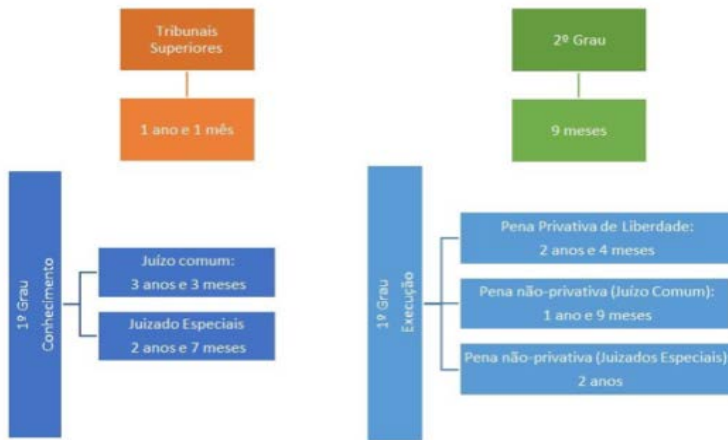 Tribunais
Superiores
1 ano e 1 mês
2º Grau
9 meses
1º Grau
Conhecimento
Juízo comum:
3 anos e 3 meses
Juizado Especiais
2 anos e 7 meses
1º Grau
Execução
Pena Privativa de Liberdade:
2 anos e 4 meses
Pena não-privativa (Juízo Comum):
1 ano e 9 meses
Pena não-privativa (Juizados Especiais)
2 anos